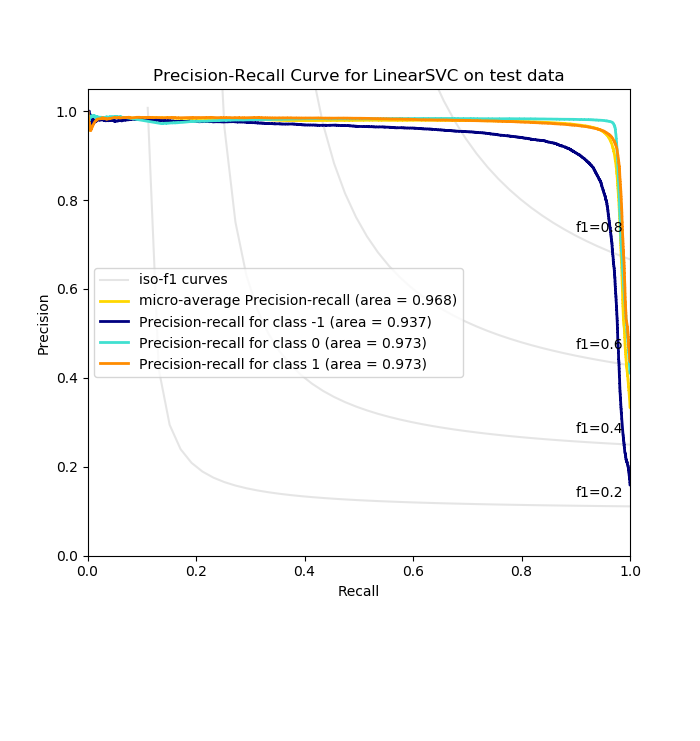 Precision-Recall Curve for LinearSVC on test data
1.0
0.8
0.6
0.4
0.2
0.0
Precision
f1=0.8
f1=0.6
f1=0.4
f1=0.2
iso-f1 curves
micro-average Precision-recall (area = 0.968)
Precision-recall for class -1 (area = 0.937)
Precision-recall for class 0 (area = 0.973)
Precision-recall for class 1 (area = 0.973)
0.0 0.2 0.4 0.6 0.8 1.0
Recall